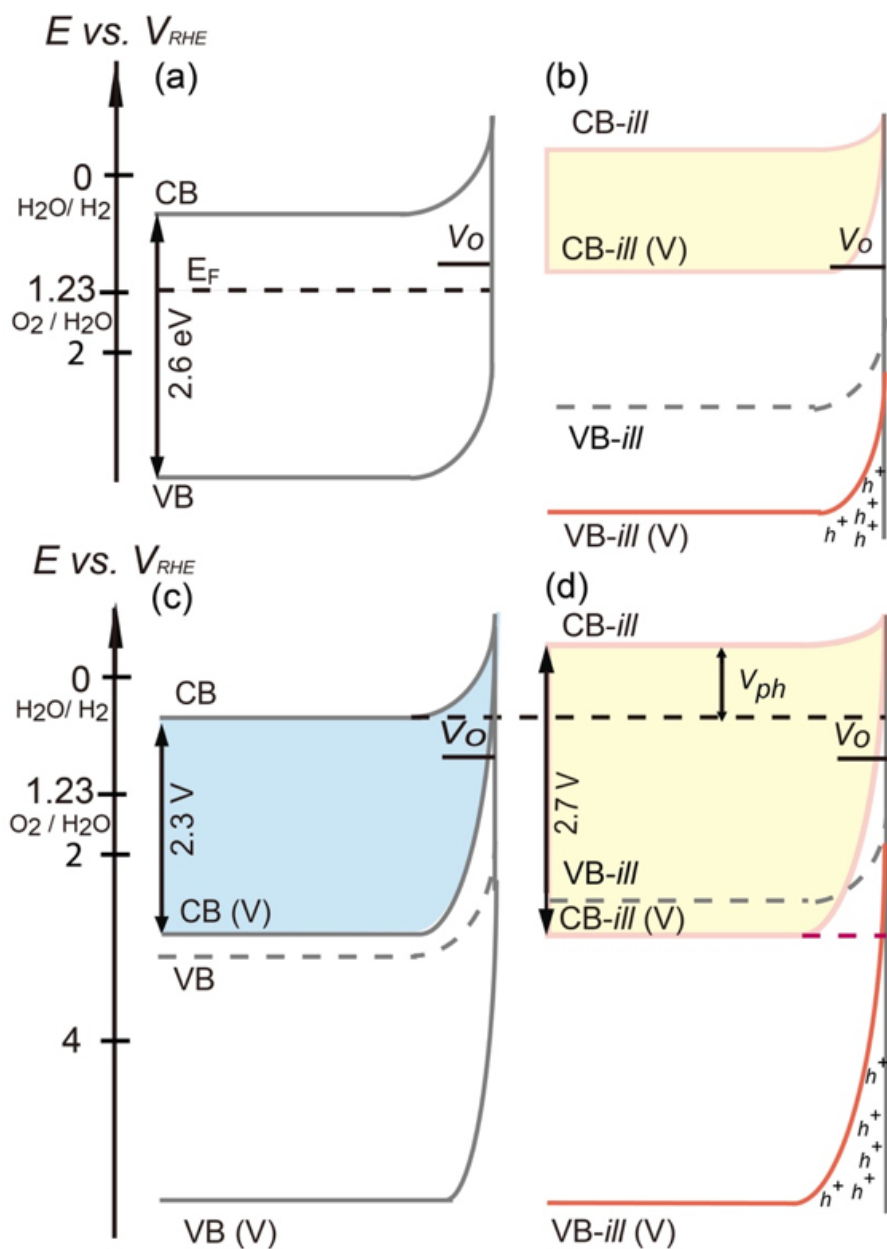 E vs. VRHE
(a)
(b)
CB-ill
0
H2O/ H2
CB
Vo
CB-ill (V)
Vo
EF
1.23
O2 / H2O
2
2.6 eV
VB-ill
VB
h+
h+
h+ h+
VB-ill (V)
E vs. VRHE
(c)
(d)
CB-ill
0
H2O/ H2
CB
Vph
Vo
Vo
1.23
O2 / H2O
2.3 V
2.7 V
2
VB-ill
CB (V)
CB-ill (V)
VB
4
h+
h+
h+
h+ h+
VB (V)
VB-ill (V)